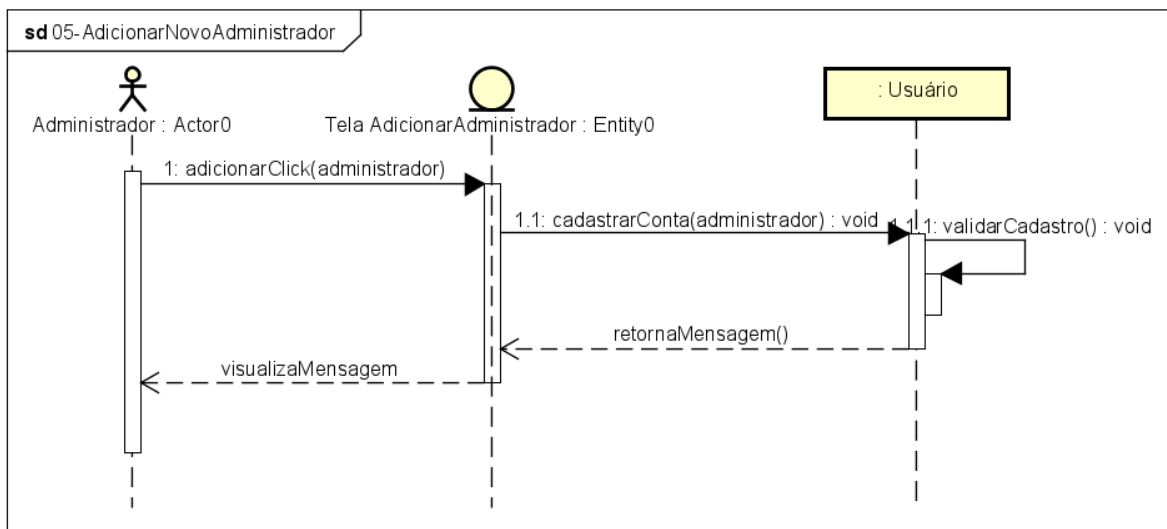 sd 05-AdicionarNovoAdministrador
Administrador : Actor0
Tela AdicionarAdministrador : Entity0
: Usuário
1: adicionarClick(administrador)
1.1: cadastrarConta(administrador) : void
1.1.1: validarCadastro() : void
retornaMensagem()
visualizaMensagem